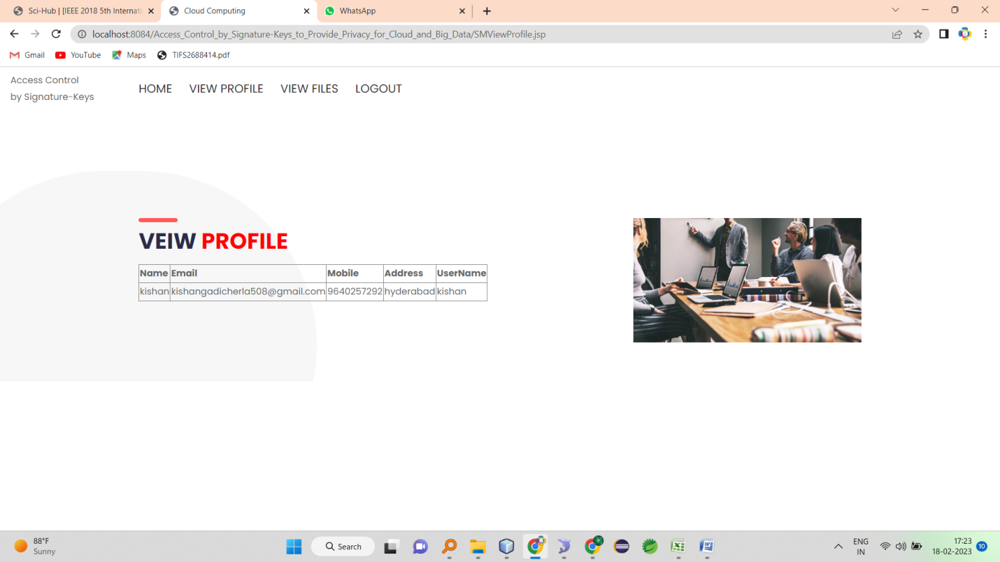 Sci-Hub | [IEEE 2018 5th Internati
Cloud Computing
WhatsApp
localhost:8084/Access_Control_by_Signature-Keys_to_Provide_Privacy_for_Cloud_and_Big_Data/SMViewProfile.jsp
Gmail YouTube Maps TIFS2688414.pdf
Access Control
by Signature-Keys
HOME VIEW PROFILE VIEW FILES LOGOUT
VEIW PROFILE
Name Email Mobile Address UserName
kishan kishangadicherla508@gmail.com 9640257292 hyderabad kishan
88°F
Sunny
Search
ENG
IN
17:23
18-02-2023
10